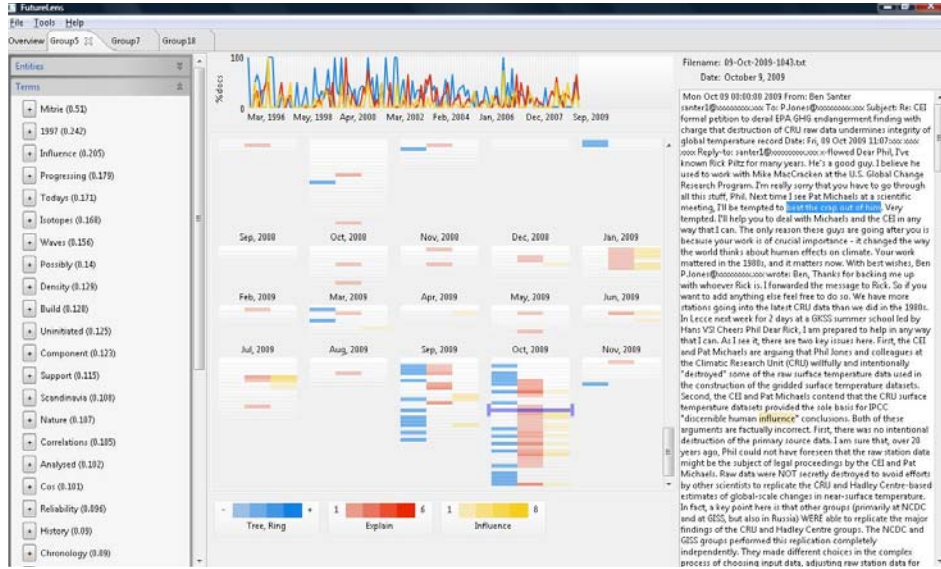 FutureLens
File Tools Help
Overview Group5 Group7 Group18
Entities
Terms
Mitrie (0.51)
1997 (0.242)
Influence (0.205)
Progressing (0.179)
Todays (0.171)
Isotopes (0.168)
Waves (0.156)
Possibly (0.14)
Density (0.129)
Build (0.128)
Uninitiated (0.125)
Component (0.123)
Support (0.115)
Scandinavia (0.108)
Nature (0.107)
Correlations (0.105)
Analysed (0.102)
Cos (0.101)
Reliability (0.096)
History (0.09)
Chronology (0.09)
100
% docs
0
Mar, 1996 May, 1998 Apr, 2000 Mar, 2002 Feb, 2004 Jan, 2006 Dec, 2007 Sep, 2009
Sep, 2008 Oct, 2008 Nov, 2008 Dec, 2008 Jan, 2009
Feb, 2009 Mar, 2009 Apr, 2009 May, 2009 Jun, 2009
Jul, 2009 Aug, 2009 Sep, 2009 Oct, 2009 Nov, 2009
- +
Tree, Ring
1 6
Explain
1 8
Influence
Filename: 09-Oct-2009-1043.txt
Date: October 9, 2009
Mon Oct 09 00:00:00 2009 From: Ben Santer
To: Subject: Re: CEI
formal petition to derail EPA GHG endangerment finding with
charge that destruction of CRU raw data undermines integrity of
global temperature record Date: Fri, 09 Oct 2009
Reply-to: Dear Phil, I've
known Rick Piltz for many years. He's a good guy. I believe he
used to work with Mike MacCracken at the U.S. Global Change
Research Program. I'm really sorry that you have to go through
all this stuff, Phil. Next time I see Pat Michaels at a scientific
meeting, I'll be tempted to beat the crap out of him. Very
tempted. I'll help you to deal with Michaels and the CEI in any
way that I can. The only reason these guys are going after you is
because your work is of crucial importance - it changed the way
the world thinks about human effects on climate. Your work
mattered in the 1980s, and it matters now. With best wishes, Ben
wrote: Ben, Thanks for backing me up
with whoever Rick is. I forwarded the message to Rick. So if you
want to add anything else feel free to do so. We have more
stations going into the latest CRU data than we did in the 1980s.
In Lecce next week for 2 days at a GKSS summer school led by
Hans VS! Cheers Phil Dear Rick, I am prepared to help in any way
that I can. As I see it, there are two key issues here. First, the CEI
and Pat Michaels are arguing that Phil Jones and colleagues at
the Climatic Research Unit (CRU) willfully and intentionally
"destroyed" some of the raw surface temperature data used in
the construction of the gridded surface temperature datasets.
Second, the CEI and Pat Michaels contend that the CRU surface
temperature datasets provided the sole basis for IPCC
"discernible human influence" conclusions. Both of these
arguments are factually incorrect. First, there was no intentional
destruction of the primary source data. I am sure that, over 20
years ago, Phil could not have foreseen that the raw station data
might be the subject of legal proceedings by the CEI and Pat
Michaels. Raw data were NOT secretly destroyed to avoid efforts
by other scientists to replicate the CRU and Hadley Centre-based
estimates of global-scale changes in near-surface temperature.
In fact, a key point here is that other groups (primarily at NCDC
and at GISS, but also in Russia) WERE able to replicate the major
findings of the CRU and Hadley Centre groups. The NCDC and
GISS groups performed this replication completely
independently. They made different choices in the complex
process of choosing input data, adjusting raw station data for